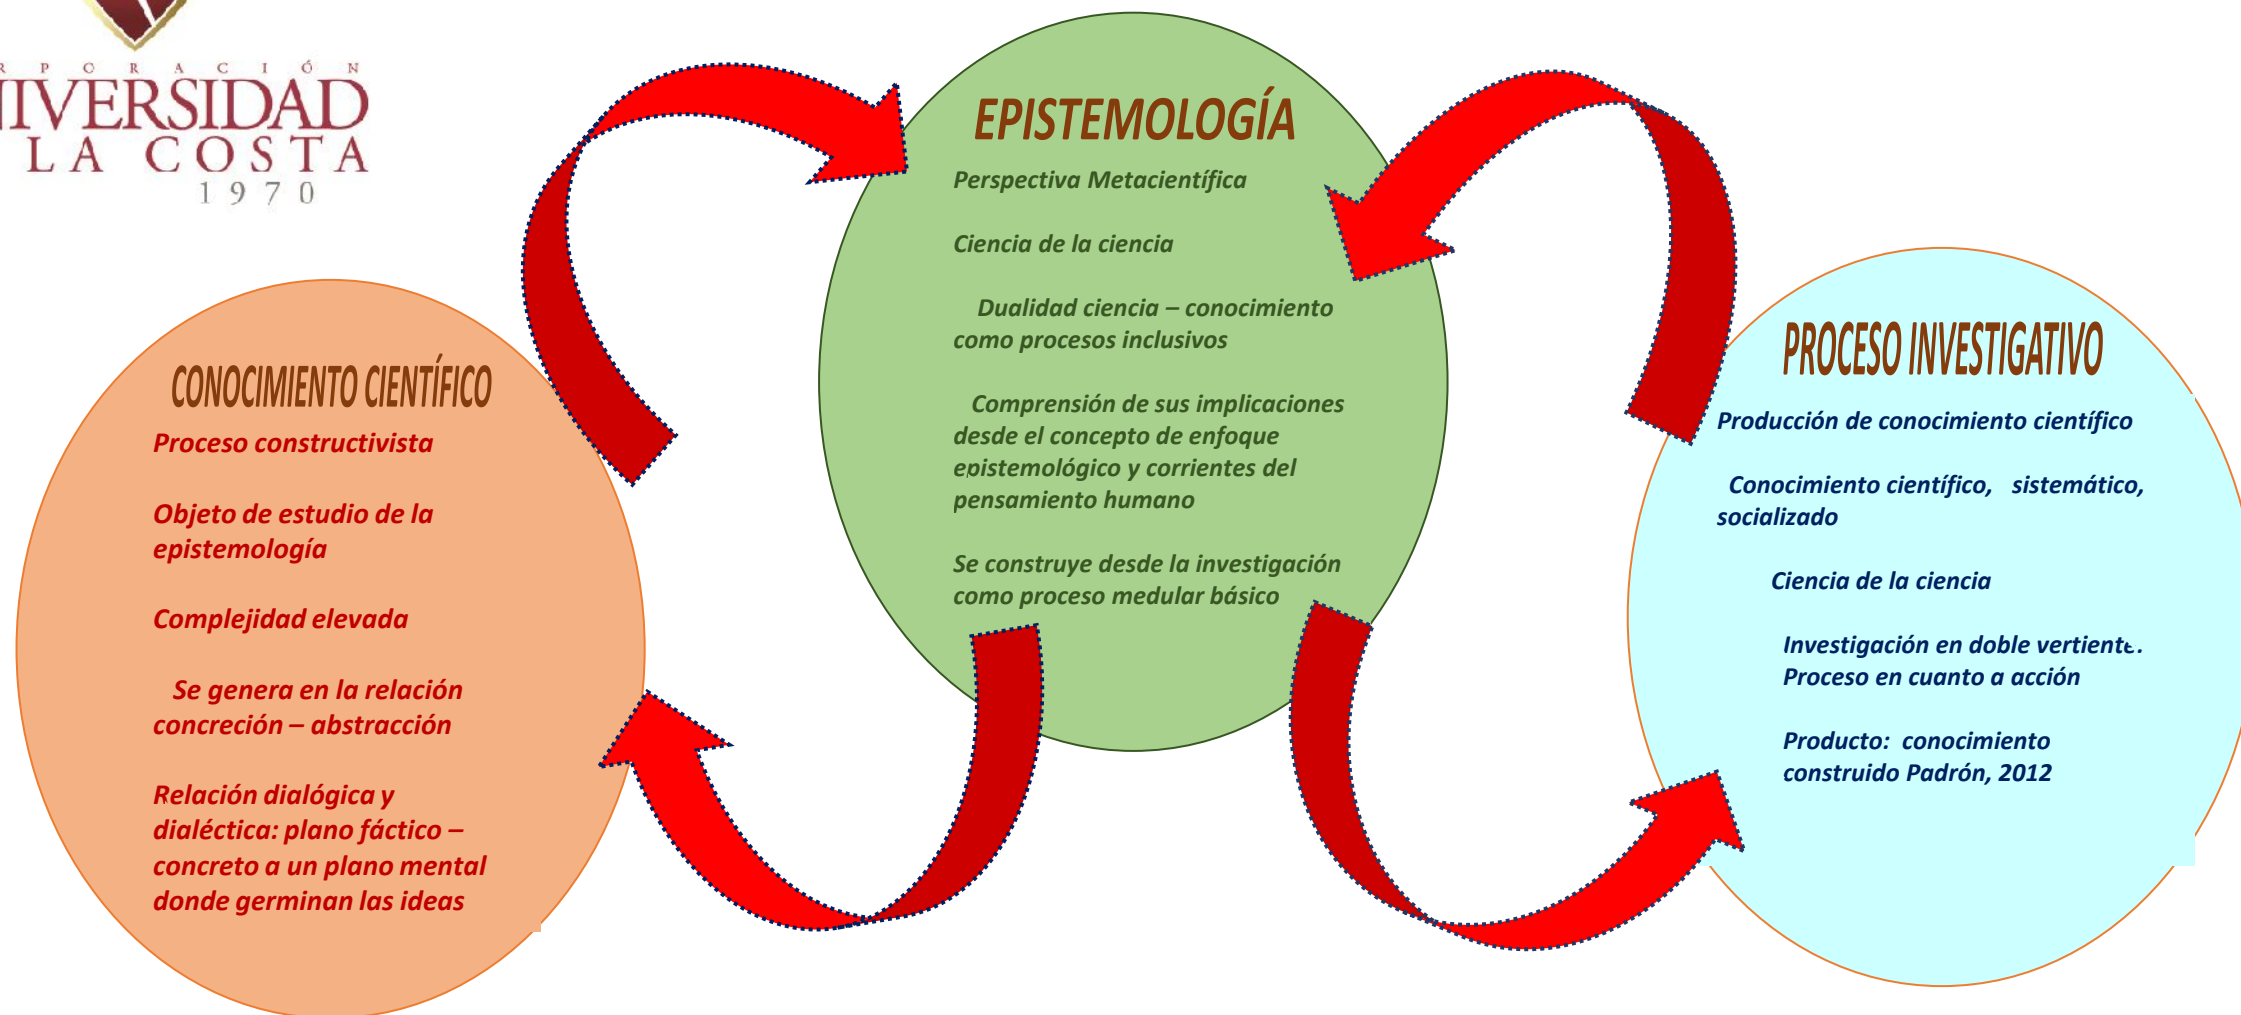 UNIVERSIDAD
LA COSTA
1970
CONOCIMIENTO CIENTÍFICO
Proceso constructivista
Objeto de estudio de la
epistemología
Complejidad elevada
Se genera en la relación
concreción – abstracción
Relación dialógica y
dialéctica: plano fáctico –
concreto a un plano mental
donde germinan las ideas
EPISTEMOLOGÍA
Perspectiva Metacientífica
Ciencia de la ciencia
Dualidad ciencia – conocimiento
como procesos inclusivos
Comprensión de sus implicaciones
desde el concepto de enfoque
epistemológico y corrientes del
pensamiento humano
Se construye desde la investigación
como proceso medular básico
PROCESO INVESTIGATIVO
Producción de conocimiento científico
Conocimiento científico, sistemático,
socializado
Ciencia de la ciencia
Investigación en doble vertiente.
Proceso en cuanto a acción
Producto: conocimiento
construido Padrón, 2012